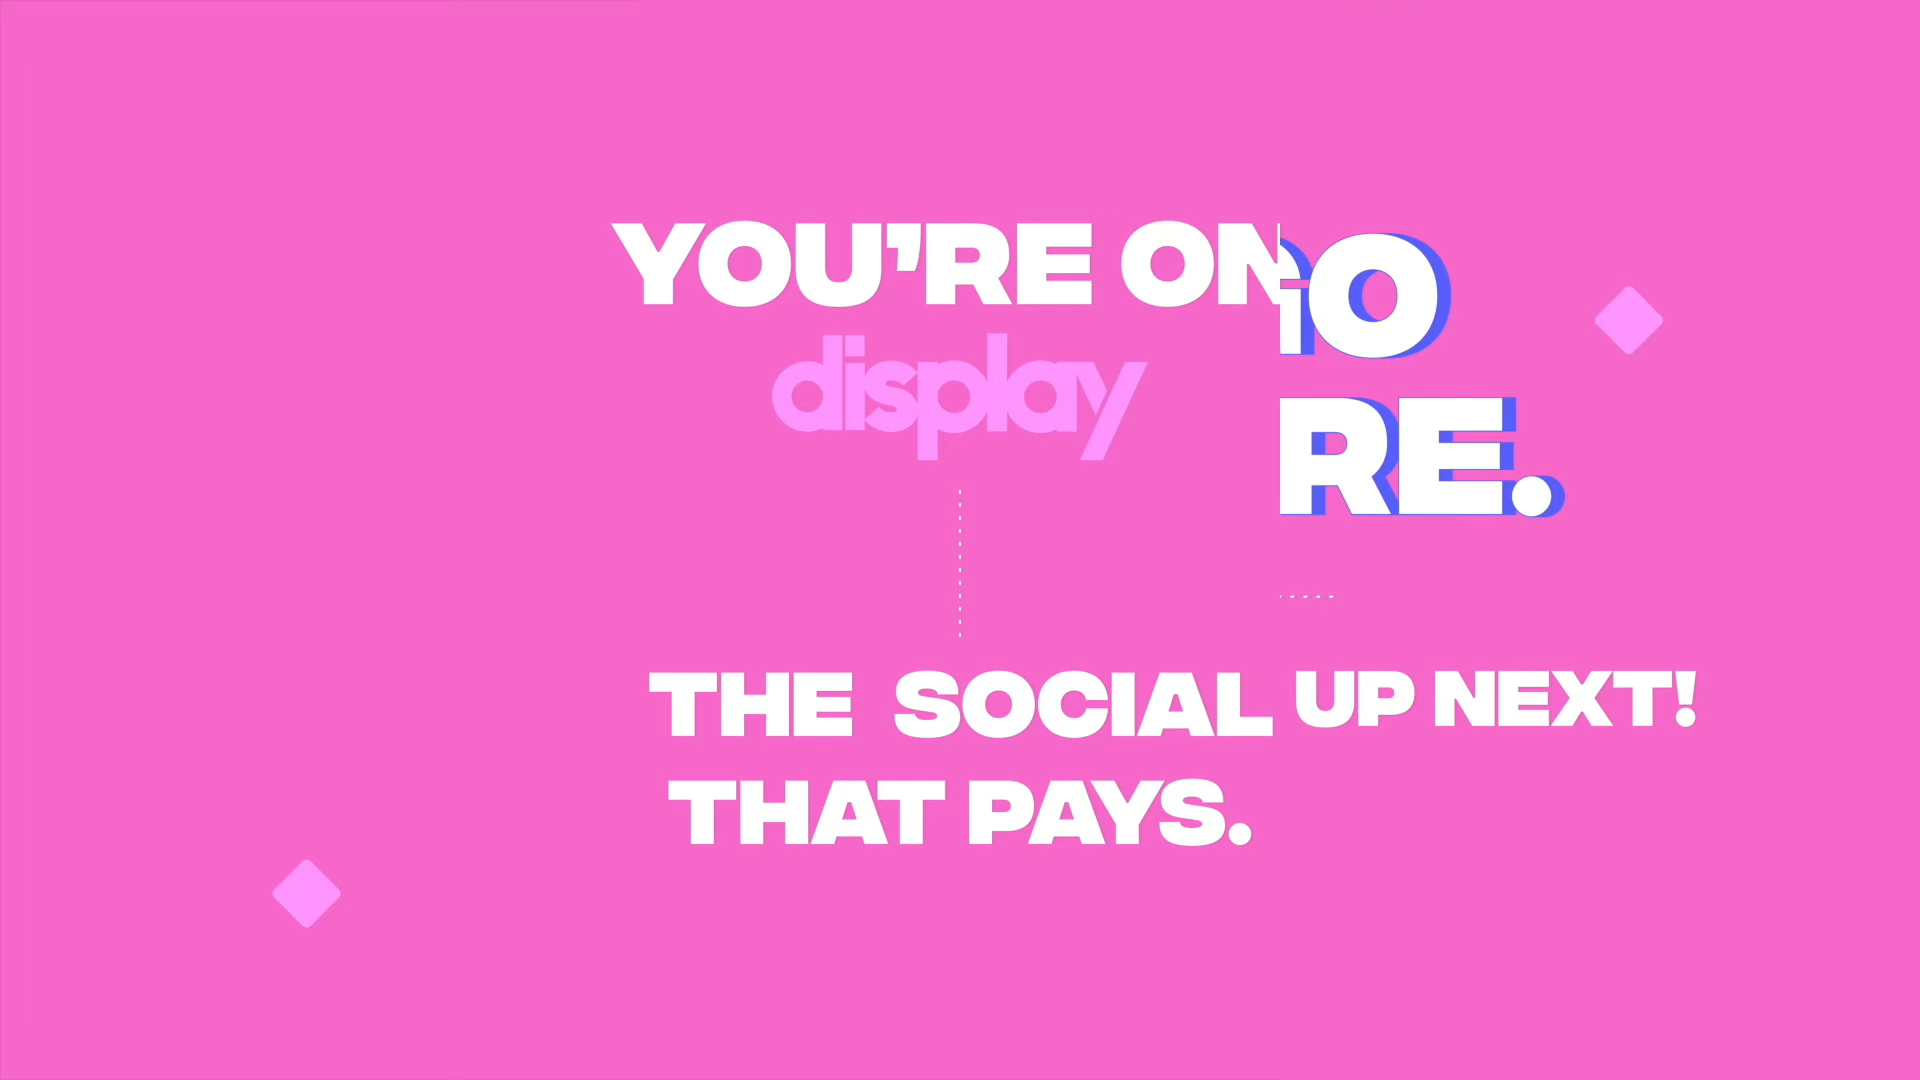 YOU'RE ON
display
THE SOCIAL
THAT PAYS.
O
RE.
UP NEXT!